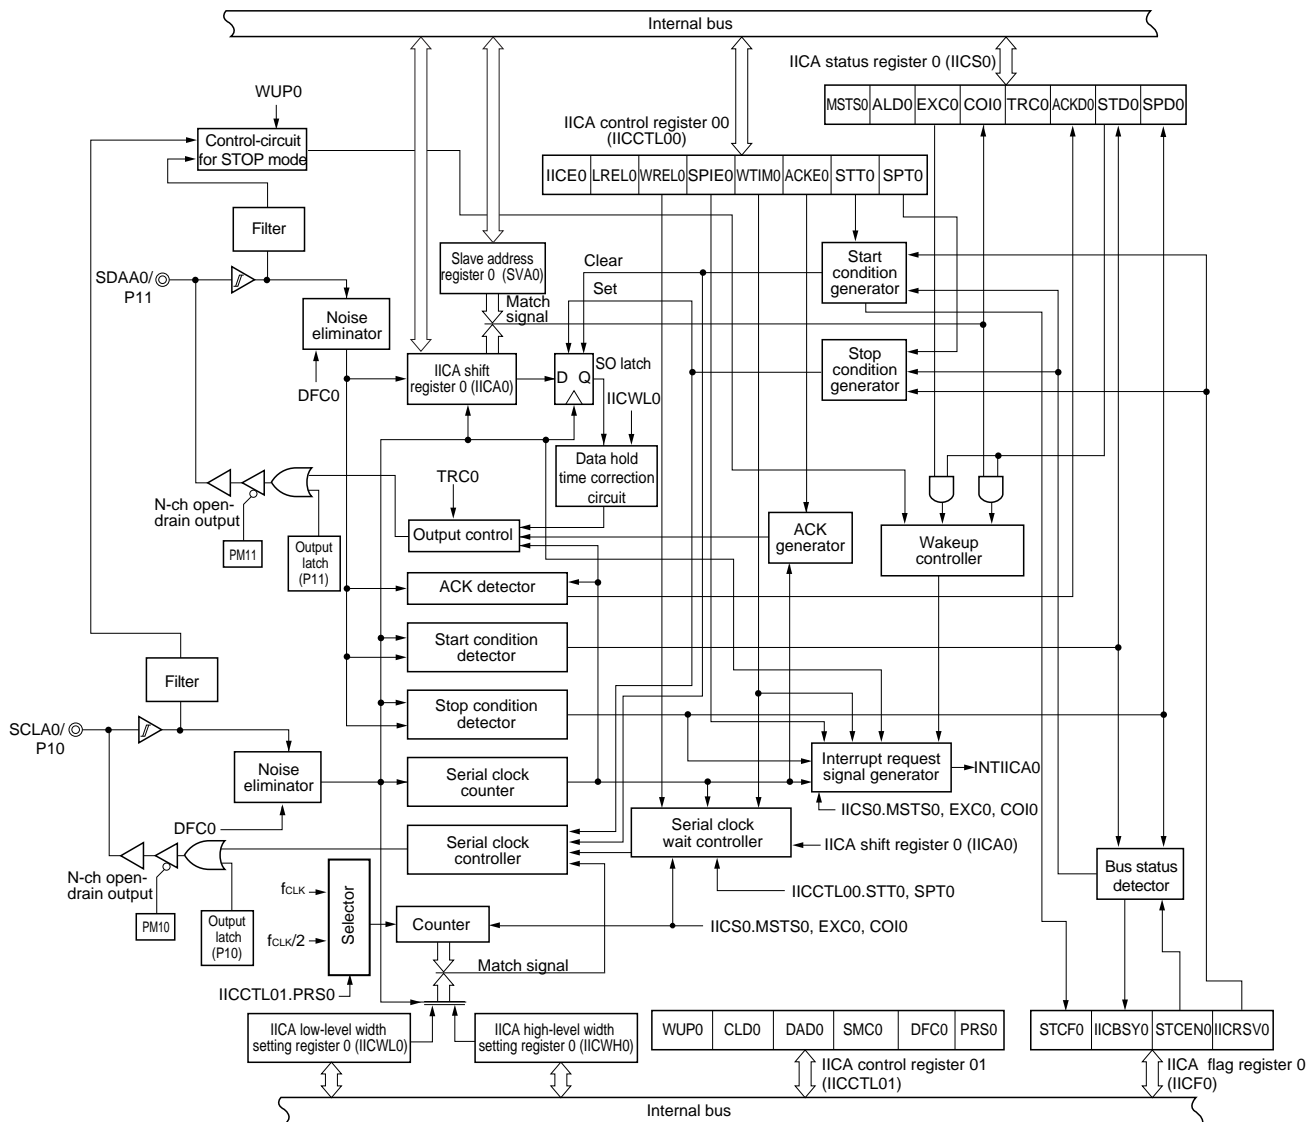 Internal bus
IICA status register 0 (IICS0)
WUP0
MSTS0 ALD0 EXC0 COI0 TRC0 ACKD0 STD0 SPD0
IICA control register 00
(IICCTL00)
Control-circuit
for STOP mode
IICE0 LREL0 WREL0 SPIE0 WTIM0 ACKE0 STT0 SPT0
Filter
Slave address
register 0 (SVA0)
Clear
Set
Start
condition
generator
SDAA0/
P11
Match
signal
Noise
eliminator
DFC0
IICA shift
register 0 (IICA0)
D Q
SO latch
IICWL0
Stop
condition
generator
Data hold
time correction
circuit
TRC0
N-ch open-
drain output
PM11
Output
latch
(P11)
Output control
ACK
generator
Wakeup
controller
ACK detector
Start condition
detector
Filter
Stop condition
detector
SCLA0/
P10
Noise
eliminator
DFC0
Serial clock
counter
Interrupt request
signal generator
INTIICA0
IICS0.MSTS0, EXC0, COI0
Serial clock
controller
Serial clock
wait controller
IICA shift register 0 (IICA0)
N-ch open-
drain output
PM10
Output
latch
(P10)
IICCTL00.STT0, SPT0
Bus status
detector
fCLK
fCLK/2
Selector
Counter
IICS0.MSTS0, EXC0, COI0
Match signal
IICCTL01.PRS0
IICA low-level width
setting register 0 (IICWL0)
IICA high-level width
setting register 0 (IICWH0)
WUP0 CLD0 DAD0 SMC0 DFC0 PRS0
STCF0 IICBSY0 STCEN0 IICRSV0
IICA control register 01
(IICCTL01)
IICA flag register 0
(IICF0)
Internal bus